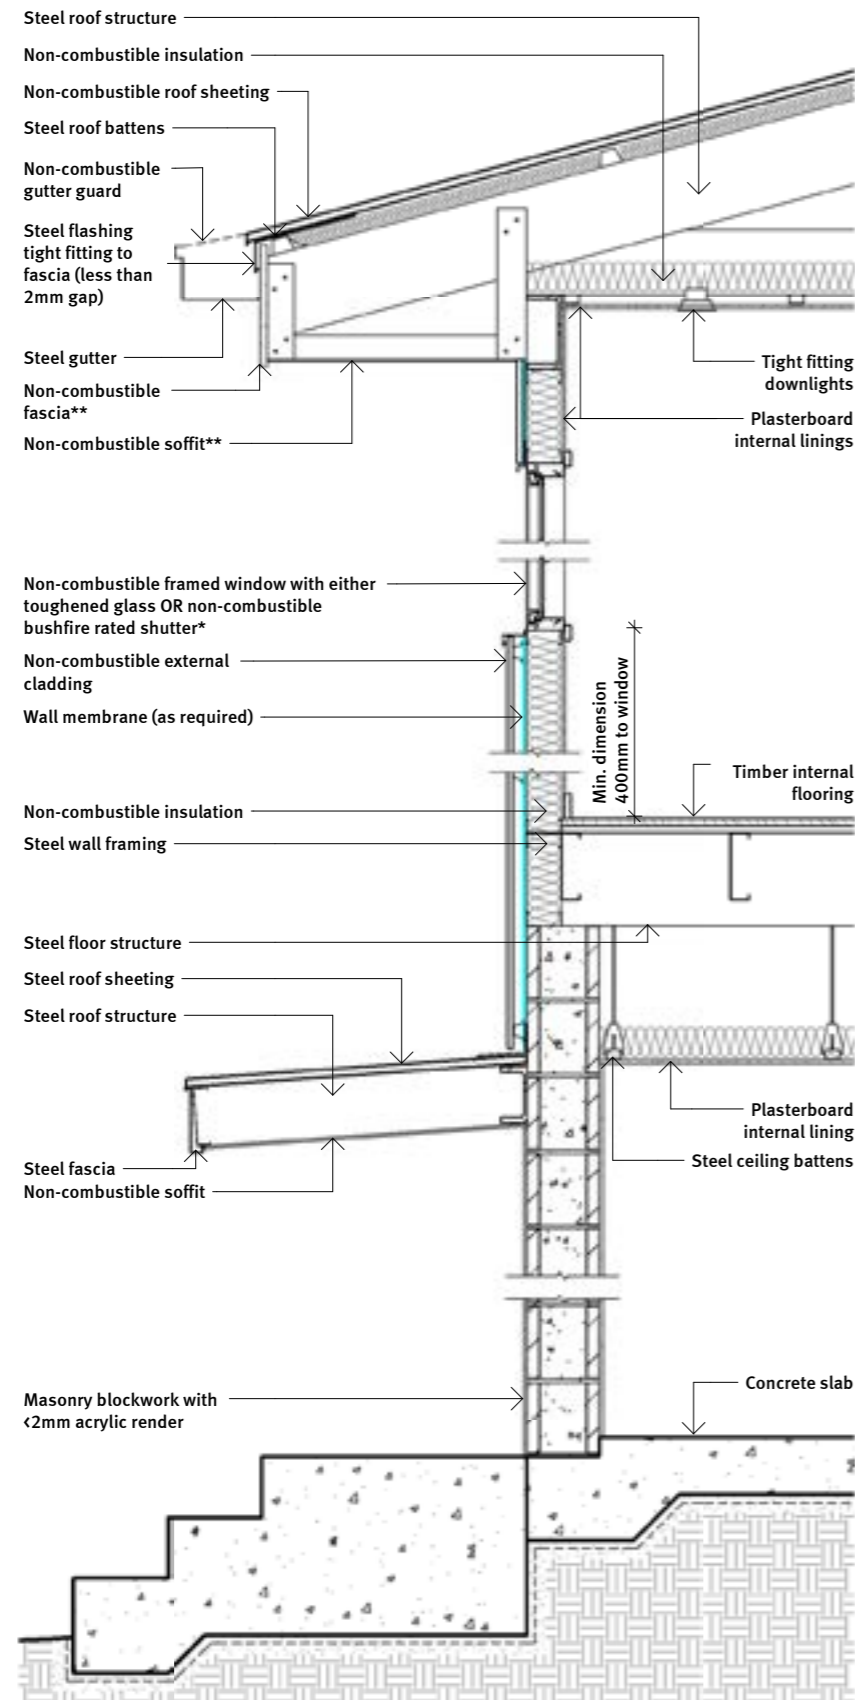 Steel roof structure
Non-combustible insulation
Non-combustible roof sheeting
Steel roof battens
Non-combustible
gutter guard
Steel flashing
tight fitting to
fascia (less than
2mm gap)
Steel gutter
Non-combustible
fascia**
Non-combustible soffit**
Tight fitting
downlights
Plasterboard
internal linings
Non-combustible framed window with either
toughened glass OR non-combustible
bushfire rated shutter*
Non-combustible external
cladding
Wall membrane (as required)
Min. dimension
400mm to window
Timber internal
flooring
Non-combustible insulation
Steel wall framing
Steel floor structure
Steel roof sheeting
Steel roof structure
Plasterboard
internal lining
Steel ceiling battens
Steel fascia
Non-combustible soffit
Concrete slab
Masonry blockwork with
<2mm acrylic render